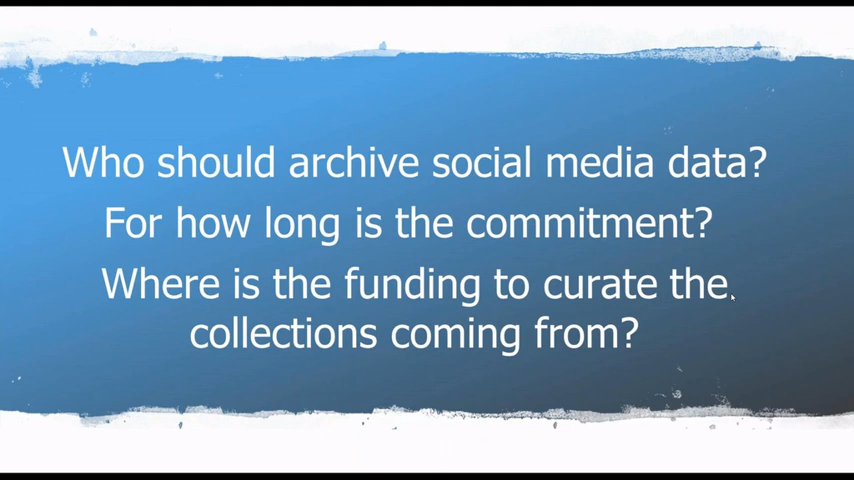 Who should archive social media data?
For how long is the commitment?
Where is the funding to curate the
collections coming from?